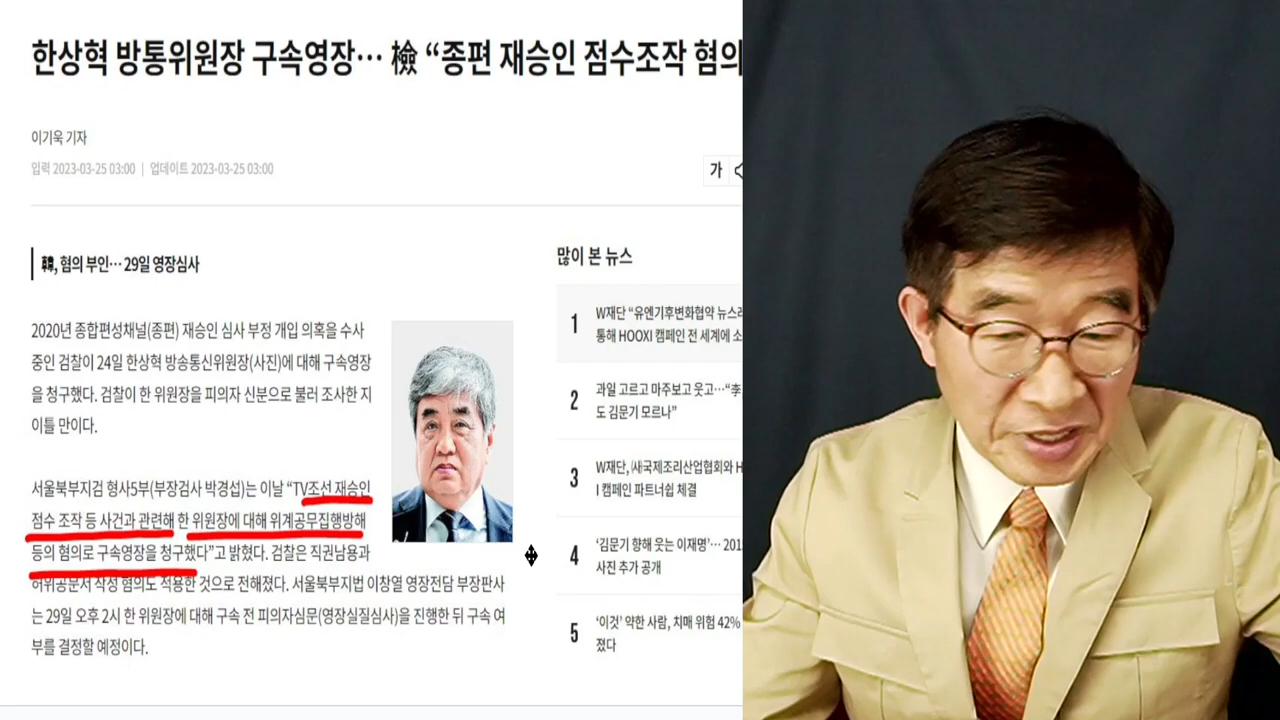 한상혁 방통위원장 구속영장… 檢 “종편 재승인 점수조작 혐의
이기욱 기자
입력 2023-03-25 03:00 | 업데이트 2023-03-25 03:00
가
韓, 혐의 부인… 29일 영장심사
2020년 종합편성채널(종편) 재승인 심사 부정 개입 의혹을 수사
중인 검찰이 24일 한상혁 방송통신위원장(사진)에 대해 구속영장
을 청구했다. 검찰이 한 위원장을 피의자 신분으로 불러 조사한 지
이틀 만이다.
서울북부지검 형사5부(부장검사 박경섭)는 이날 “TV조선 재승인
점수 조작 등 사건과 관련해 한 위원장에 대해 위계공무집행방해
등의 혐의로 구속영장을 청구했다”고 밝혔다. 검찰은 직권남용과
허위공문서 작성 혐의도 적용한 것으로 전해졌다. 서울북부지법 이창열 영장전담 부장판사
는 29일 오후 2시 한 위원장에 대해 구속 전 피의자심문(영장실질심사)을 진행한 뒤 구속 여
부를 결정할 예정이다.
많이 본 뉴스
1
W재단 “유엔기후변화협약 뉴스레
통해 HOOXI 캠페인 전 세계에 소
2
과일 고르고 마주보고 웃고…“李
도 김문기 모르나”
3
W재단, ㈔국제조리산업협회와 H
I 캠페인 파트너쉽 체결
4
‘김문기 향해 웃는 이재명’… 201
사진 추가 공개
5
‘이것’ 약한 사람, 치매 위험 42%
졌다